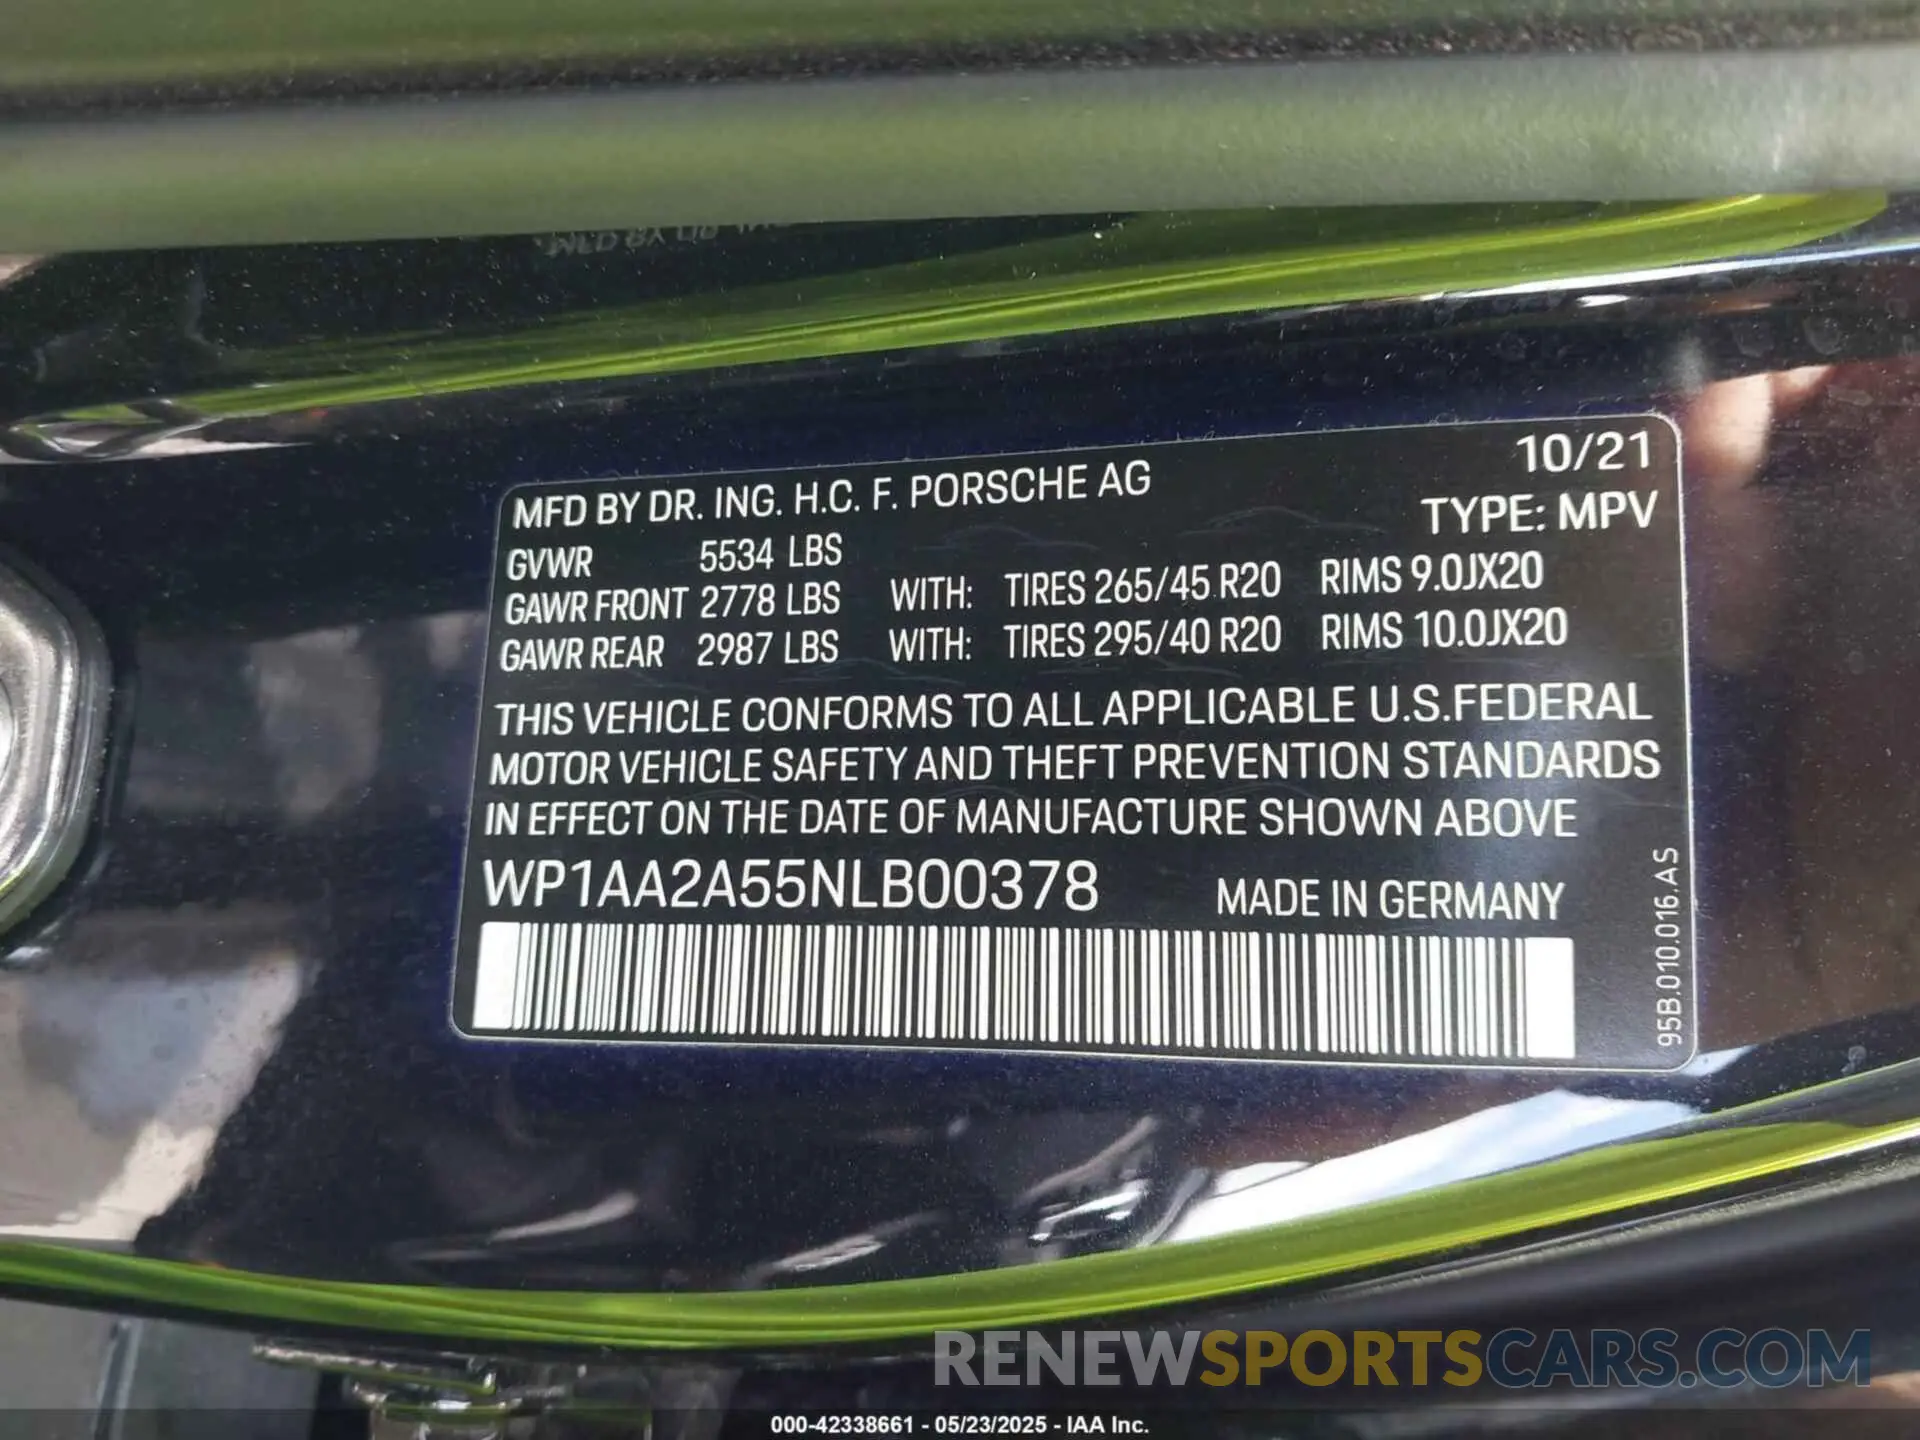 MFD BY DR. ING. H.C. F. PORSCHE AG 10/21
TYPE: MPV
GVWR 5534 LBS
GAWR FRONT 2778 LBS WITH: TIRES 265/45 R20 RIMS 9.0JX20
GAWR REAR 2987 LBS WITH: TIRES 295/40 R20 RIMS 10.0JX20
THIS VEHICLE CONFORMS TO ALL APPLICABLE U.S.FEDERAL
MOTOR VEHICLE SAFETY AND THEFT PREVENTION STANDARDS
IN EFFECT ON THE DATE OF MANUFACTURE SHOWN ABOVE
WP1AA2A55NLB00378 MADE IN GERMANY
95B.010.016.AS
RENEWSPORTSCARS.COM
000-42338661 - 05/23/2025 - IAA Inc.